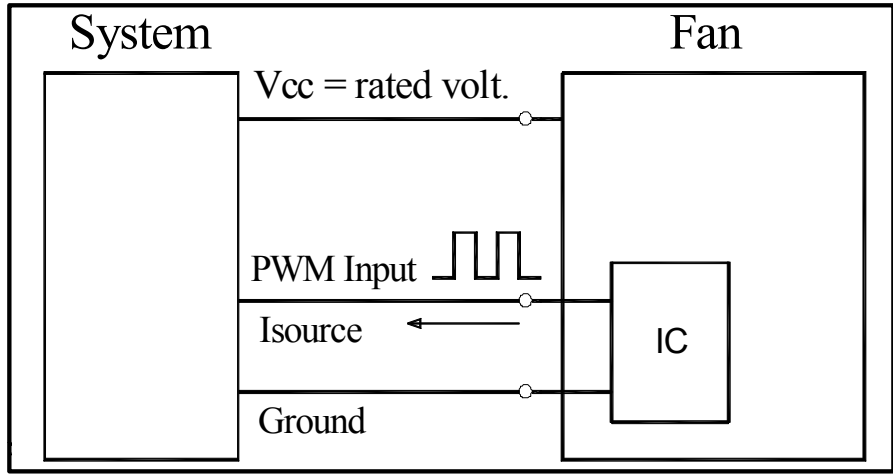 System
Fan
Vcc = rated volt.
PWM Input
Isource
IC
Ground